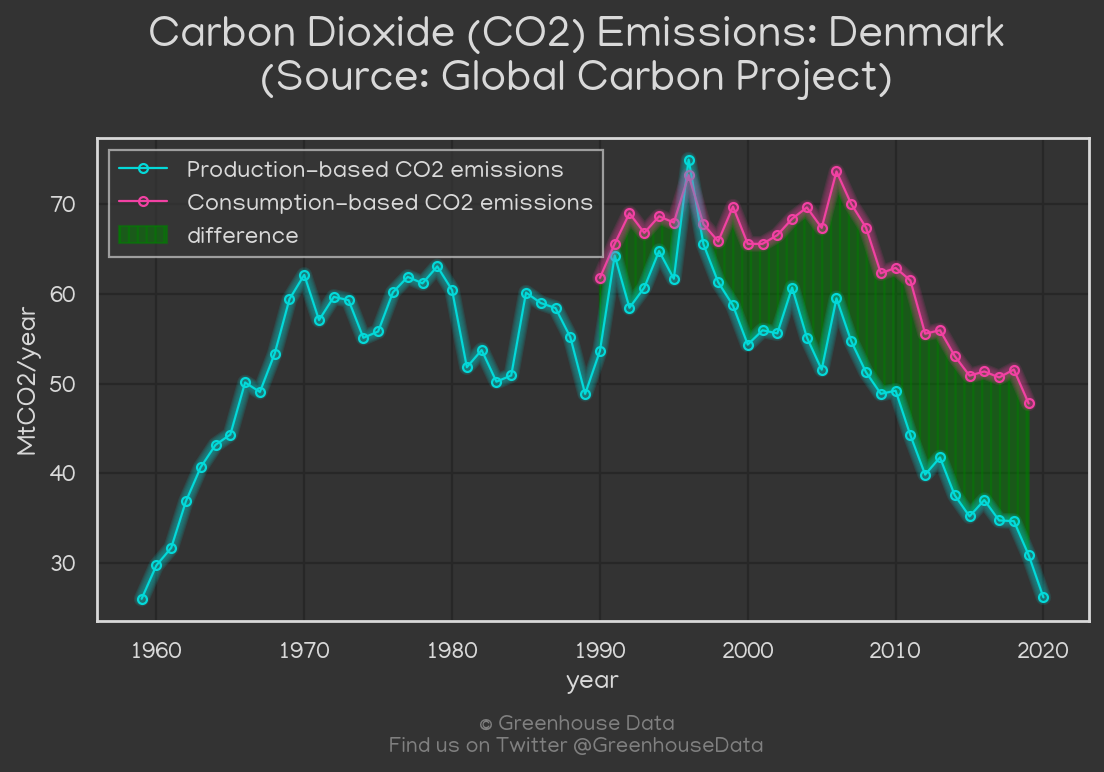 Carbon Dioxide (CO2) Emissions: Denmark
(Source: Global Carbon Project)
Production-based CO2 emissions
Consumption-based CO2 emissions
difference
MtCO2/year
70
60
50
40
30
1960 1970 1980 1990 2000 2010 2020
year
© Greenhouse Data
Find us on Twitter @GreenhouseData